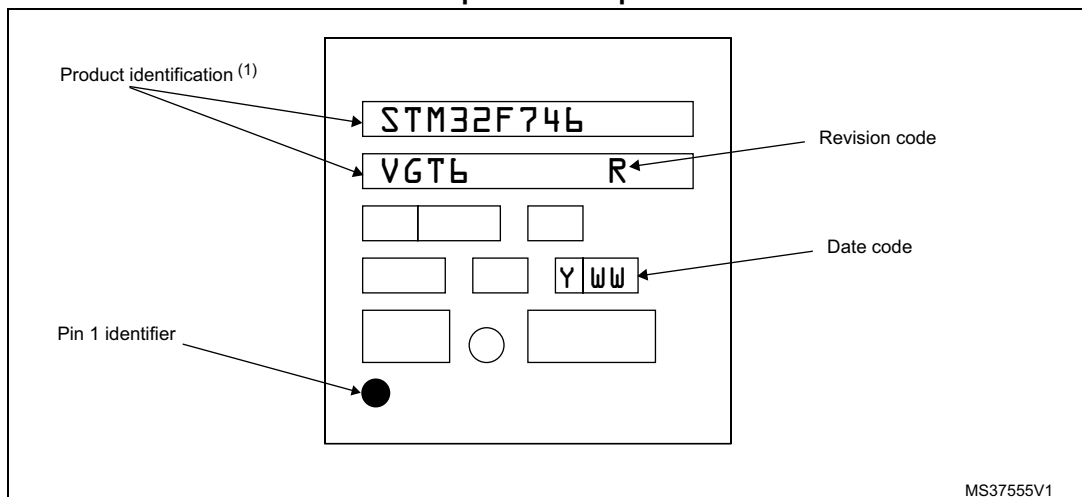 Product identification (1)
STM32F746
Revision code
VGT6 R
Date code
Y WW
Pin 1 identifier
MS37555V1